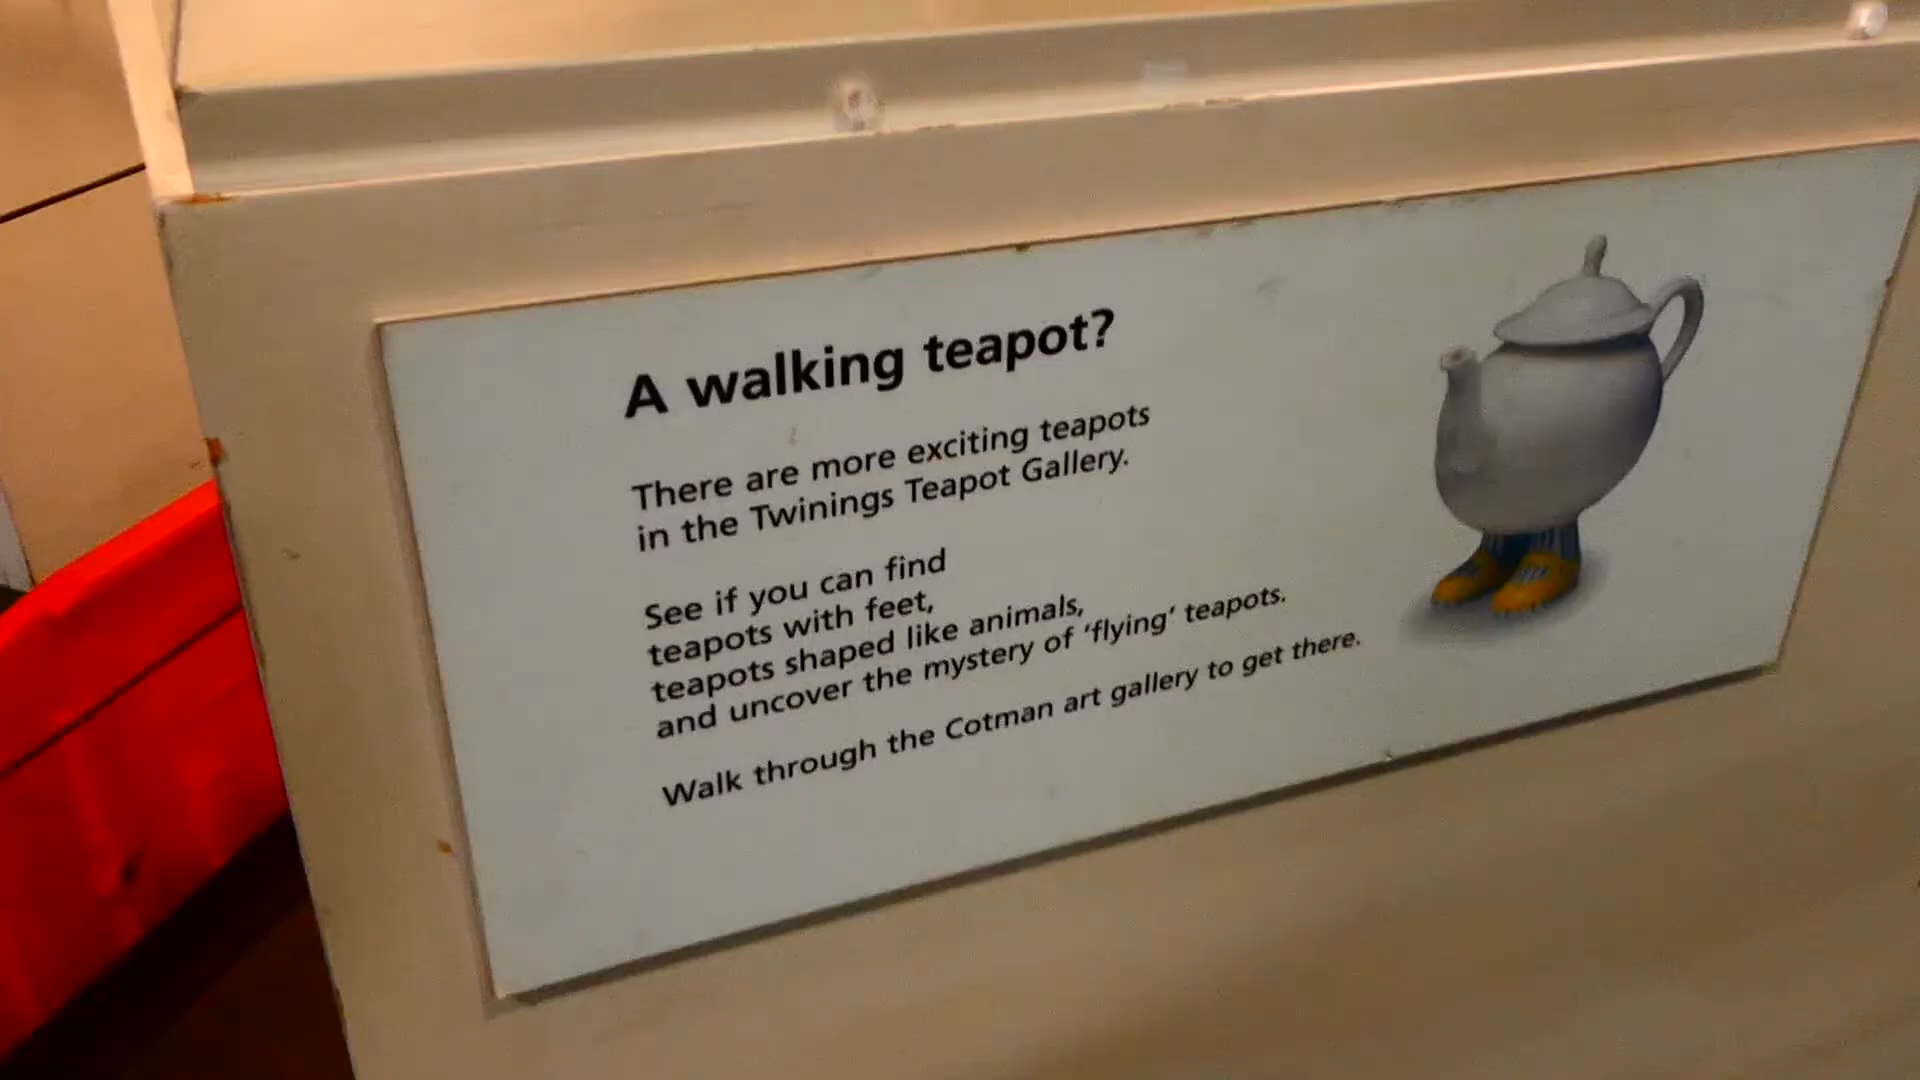 A walking teapot?
There are more exciting teapots
in the Twinings Teapot Gallery.
See if you can find
teapots with feet,
teapots shaped like animals,
and uncover the mystery of ‘flying’ teapots.
Walk through the Cotman art gallery to get there.